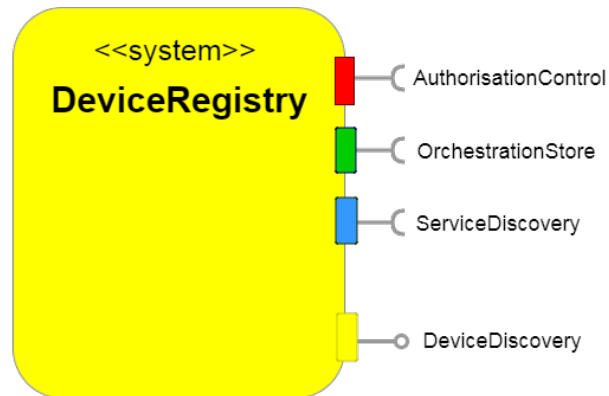 <<system>>
DeviceRegistry
AuthorisationControl
OrchestrationStore
ServiceDiscovery
DeviceDiscovery